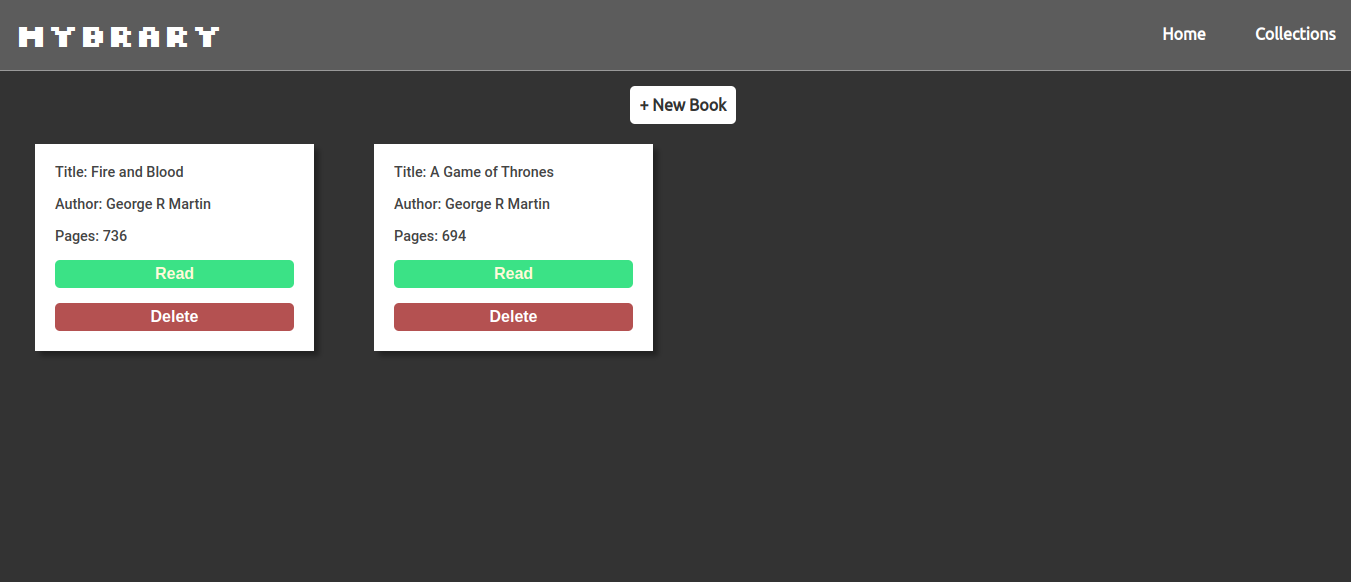 MYBRARY
Home
Collections
+ New Book
Title: Fire and Blood
Author: George R Martin
Pages: 736
Read
Delete
Title: A Game of Thrones
Author: George R Martin
Pages: 694
Read
Delete